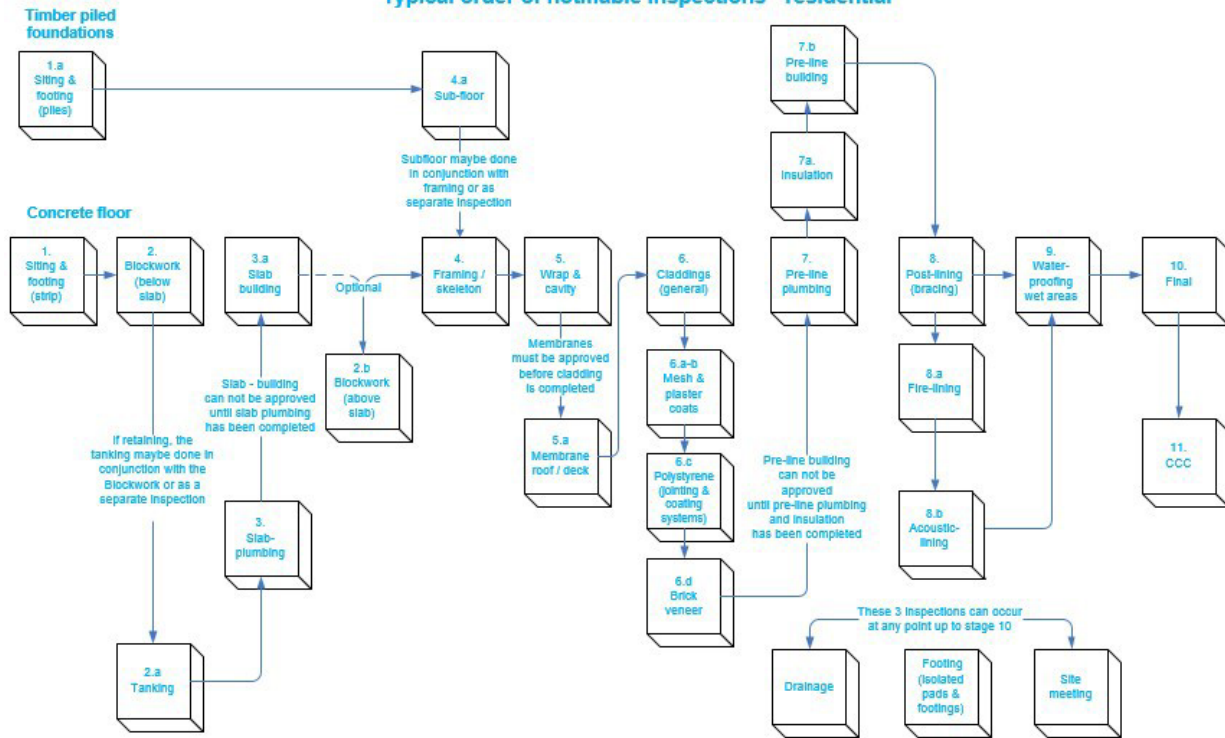 Typical order of notifiable inspections - residential
Timber piled
foundations
1.a
Siting &
footing
(piles)
4.a
Sub-floor
7.b
Pre-line
building
Subfloor maybe done
in conjunction with
framing or as
separate inspection
7a.
Insulation
Concrete floor
1.
Siting &
footing
(strip)
2.
Blockwork
(below
slab)
3.a
Slab
building
Optional
4.
Framing /
skeleton
5.
Wrap &
cavity
6.
Claddings
(general)
7.
Pre-line
plumbing
8.
Post-lining
(bracing)
9.
Water-
proofing
wet areas
10.
Final
Membranes
must be approved
before cladding
is completed
2.b
Blockwork
(above
slab)
6.a-b
Mesh &
plaster
coats
8.a
Fire-lining
Slab - building
can not be approved
until slab plumbing
has been completed
If retaining, the
tanking maybe done in
conjunction with the
Blockwork or as a
separate inspection
5.a
Membrane
roof / deck
6.c
Polystyrene
(jointing &
coating
systems)
Pre-line building
can not be
approved
until pre-line plumbing
and insulation
has been completed
11.
CCC
3.
Slab-
plumbing
8.b
Acoustic-
lining
6.d
Brick
veneer
These 3 inspections can occur
at any point up to stage 10
2.a
Tanking
Drainage
Footing
(isolated
pads &
footings)
Site
meeting